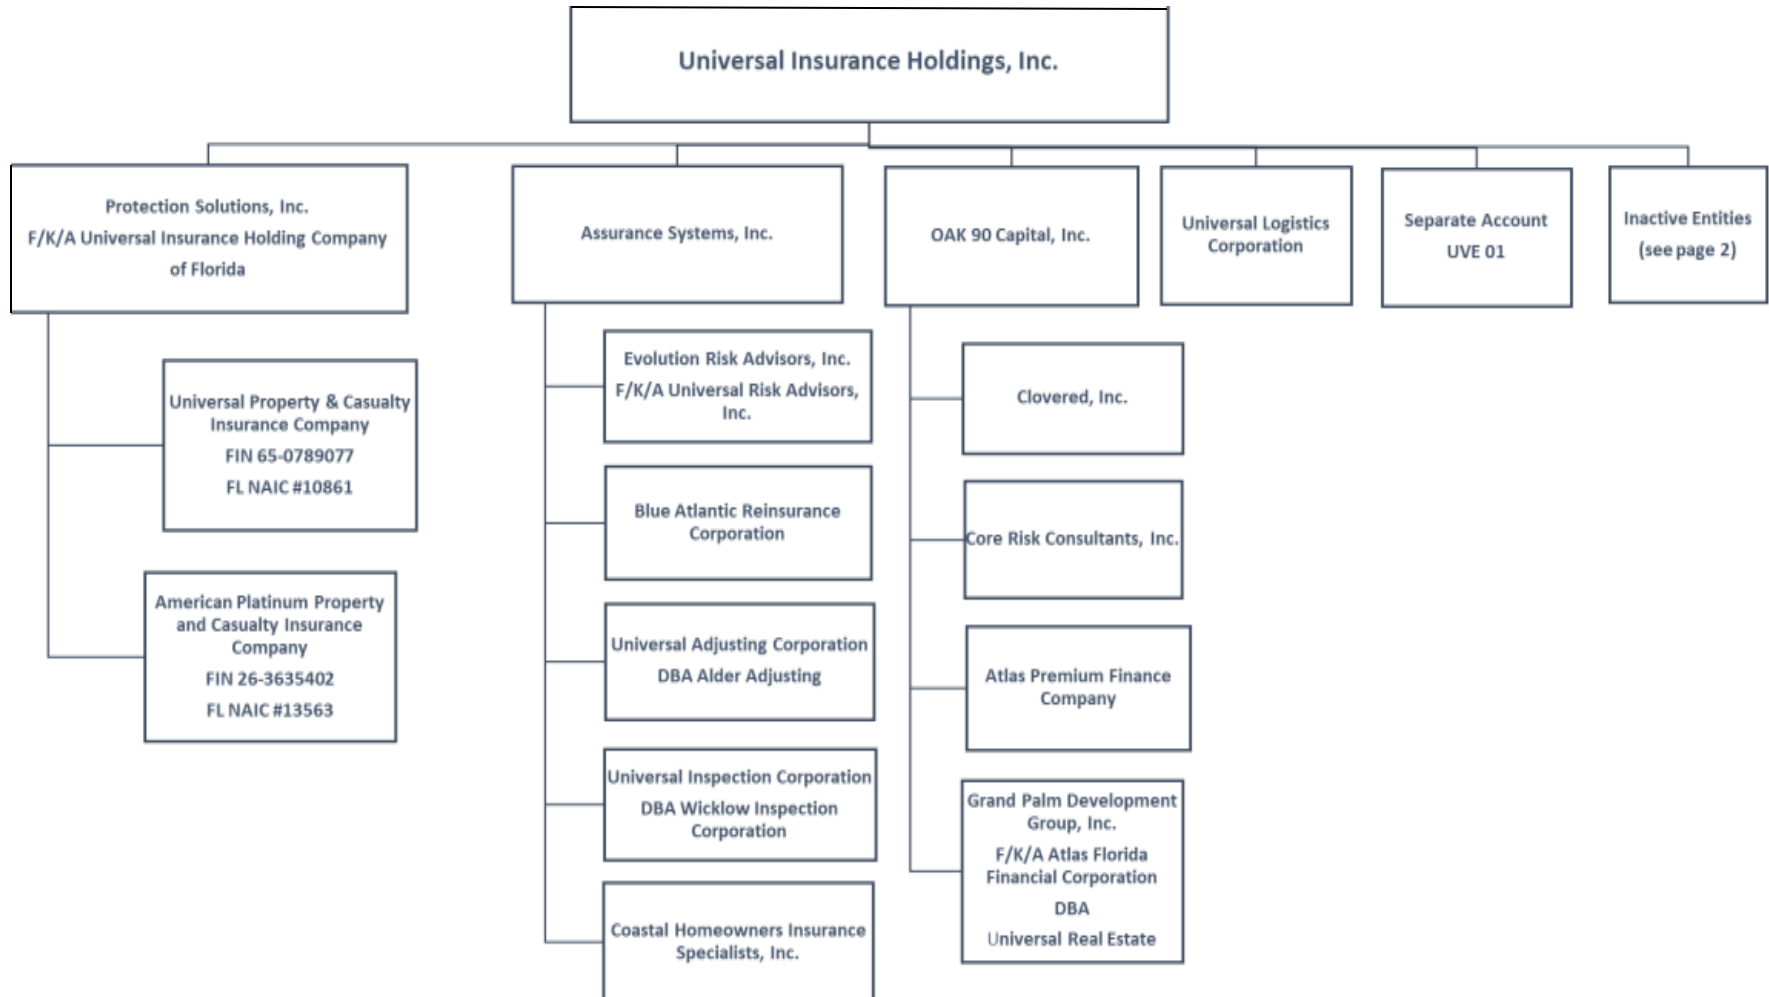 Universal Insurance Holdings, Inc.
Protection Solutions, Inc.
F/K/A Universal Insurance Holding Company
of Florida
Assurance Systems, Inc.
OAK 90 Capital, Inc.
Universal Logistics
Corporation
Separate Account
UVE 01
Inactive Entities
(see page 2)
Universal Property & Casualty
Insurance Company
FIN 65-0789077
FL NAIC #10861
American Platinum Property
and Casualty Insurance
Company
FIN 26-3635402
FL NAIC #13563
Evolution Risk Advisors, Inc.
F/K/A Universal Risk Advisors,
Inc.
Blue Atlantic Reinsurance
Corporation
Universal Adjusting Corporation
DBA Alder Adjusting
Universal Inspection Corporation
DBA Wicklow Inspection
Corporation
Coastal Homeowners Insurance
Specialists, Inc.
Clovered, Inc.
Core Risk Consultants, Inc.
Atlas Premium Finance
Company
Grand Palm Development
Group, Inc.
F/K/A Atlas Florida
Financial Corporation
DBA
Universal Real Estate